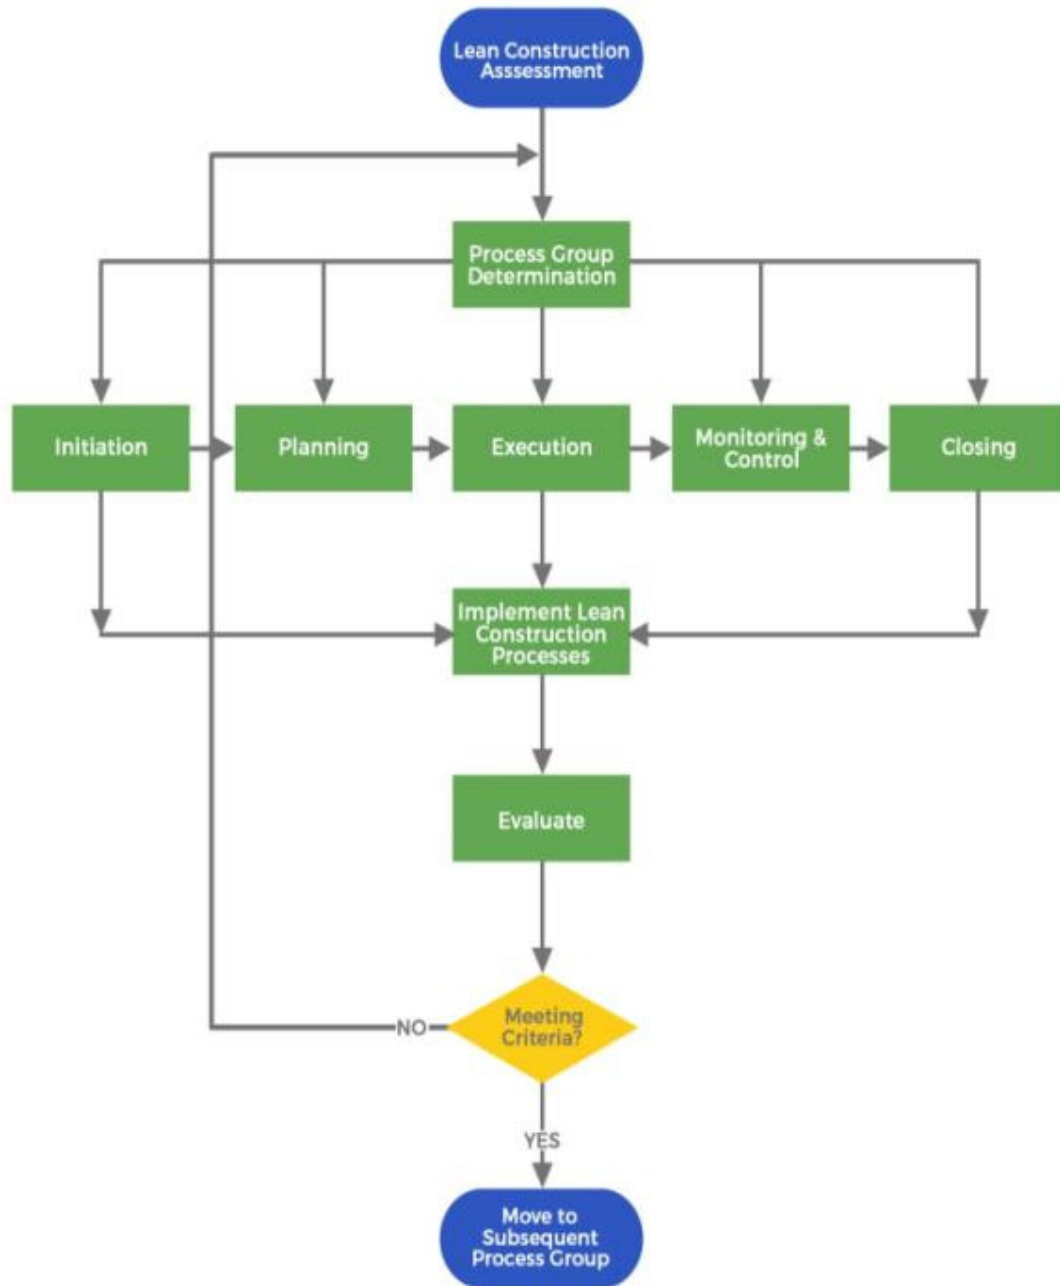 Lean Construction
Asssessment
Process Group
Determination
Initiation
Planning
Execution
Monitoring &
Control
Closing
Implement Lean
Construction
Processes
Evaluate
Meeting
Criteria?
NO
YES
Move to
Subsequent
Process Group